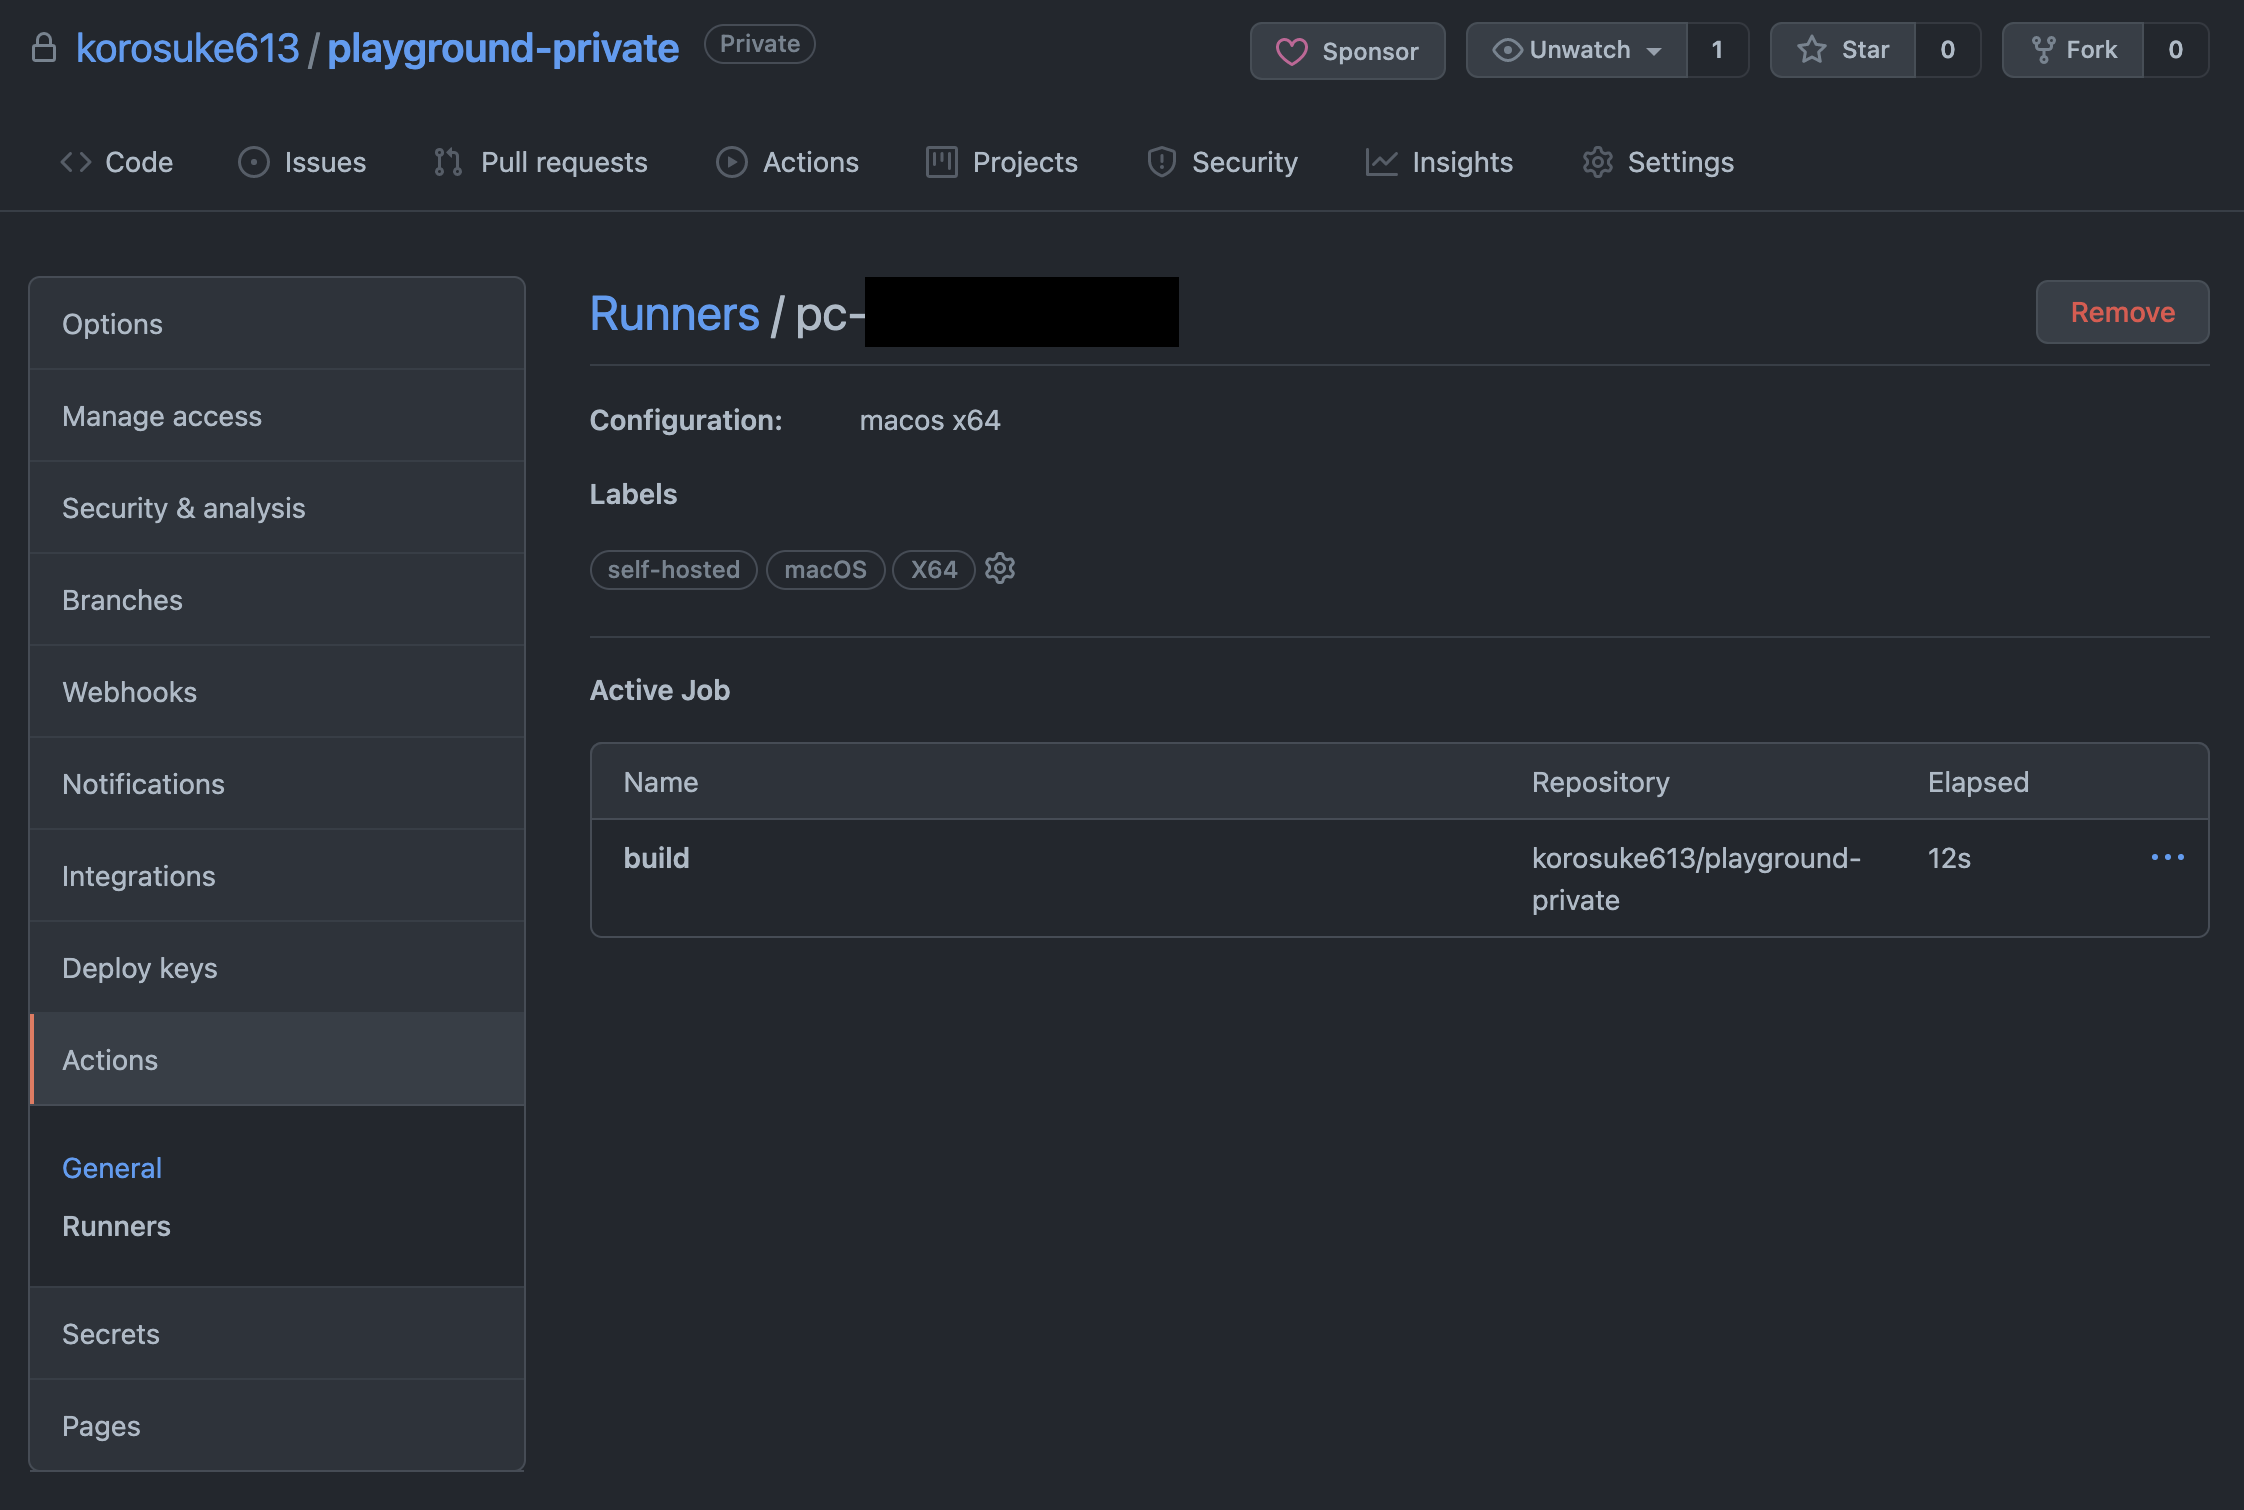 korosuke613 / playground-private Private Sponsor Unwatch 1 Star 0 Fork 0
Code Issues Pull requests Actions Projects Security Insights Settings
Options
Manage access
Security & analysis
Branches
Webhooks
Notifications
Integrations
Deploy keys
Actions
General
Runners
Secrets
Pages
Runners / pc-
Remove
Configuration: macos x64
Labels
self-hosted macOS X64
Active Job
Name Repository Elapsed
build korosuke613/playground- 12s ...
private